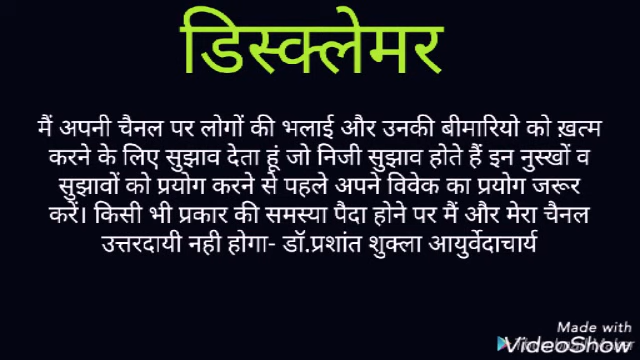 डिस्क्लेमर
मैं अपनी चैनल पर लोगों की भलाई और उनकी बीमारियो को ख़त्म
करने के लिए सुझाव देता हूं जो निजी सुझाव होते हैं इन नुस्खों व
सुझावों को प्रयोग करने से पहले अपने विवेक का प्रयोग जरूर
करें। किसी भी प्रकार की समस्या पैदा होने पर मैं और मेरा चैनल
उत्तरदायी नही होगा- डॉ.प्रशांत शुक्ला आयुर्वेदाचार्य
Made with
VideoShow